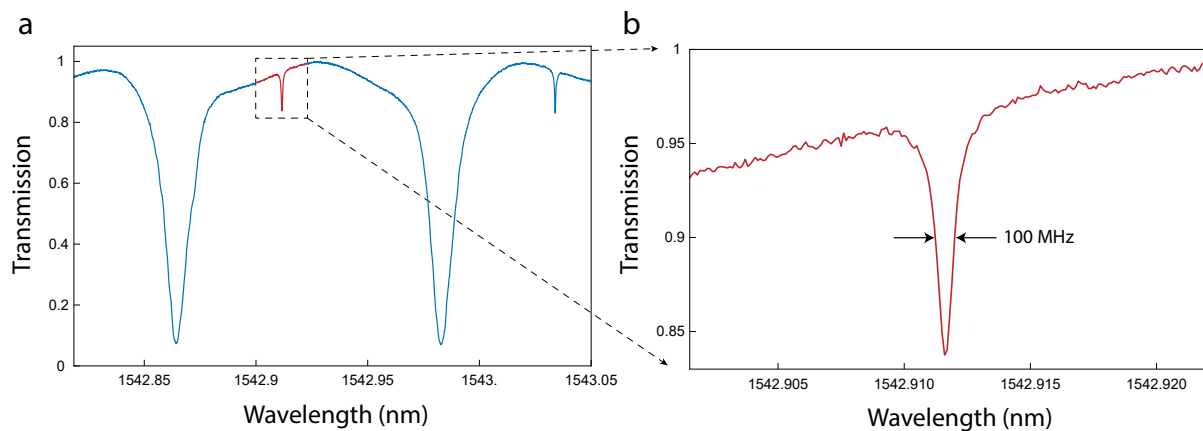 a
Transmission
1
0.8
0.6
0.4
0.2
0
1542.85
1542.9
1542.95
1543.
1543.05
Wavelength (nm)
b
Transmission
1
0.95
0.9
0.85
100 MHz
1542.905
1542.910
1542.915
1542.920
Wavelength (nm)